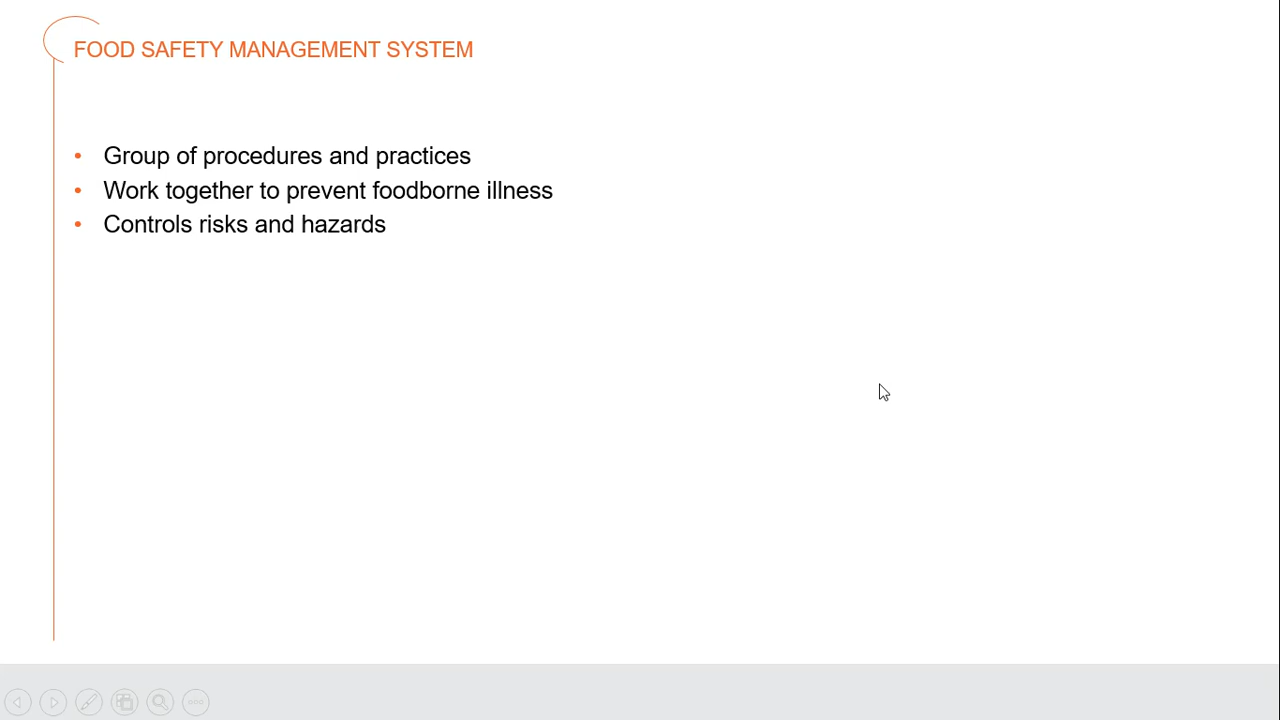 FOOD SAFETY MANAGEMENT SYSTEM
• Group of procedures and practices
• Work together to prevent foodborne illness
• Controls risks and hazards